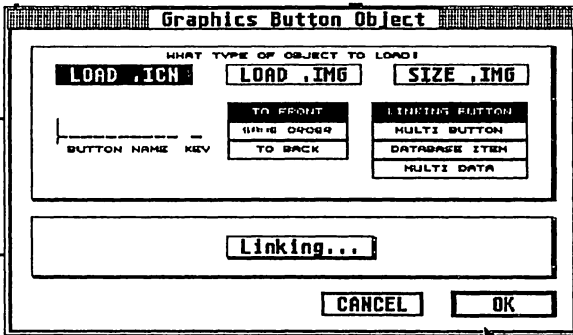 Graphics Button Object
WHAT TYPE OF OBJECT TO LOAD!
LOAD .ICN LOAD .IMG SIZE .IMG
TO FRONT LINKING BUTTON
ORDER MULTI BUTTON
BUTTON NAME KEY TO BACK DATABASE ITEM
MULTI DATA
Linking...
CANCEL OK